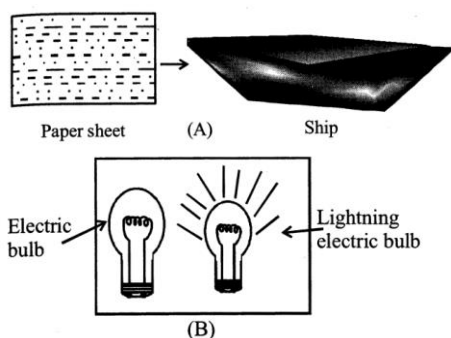 Paper sheet (A) Ship
Electric
bulb
Lightning
electric bulb
(B)